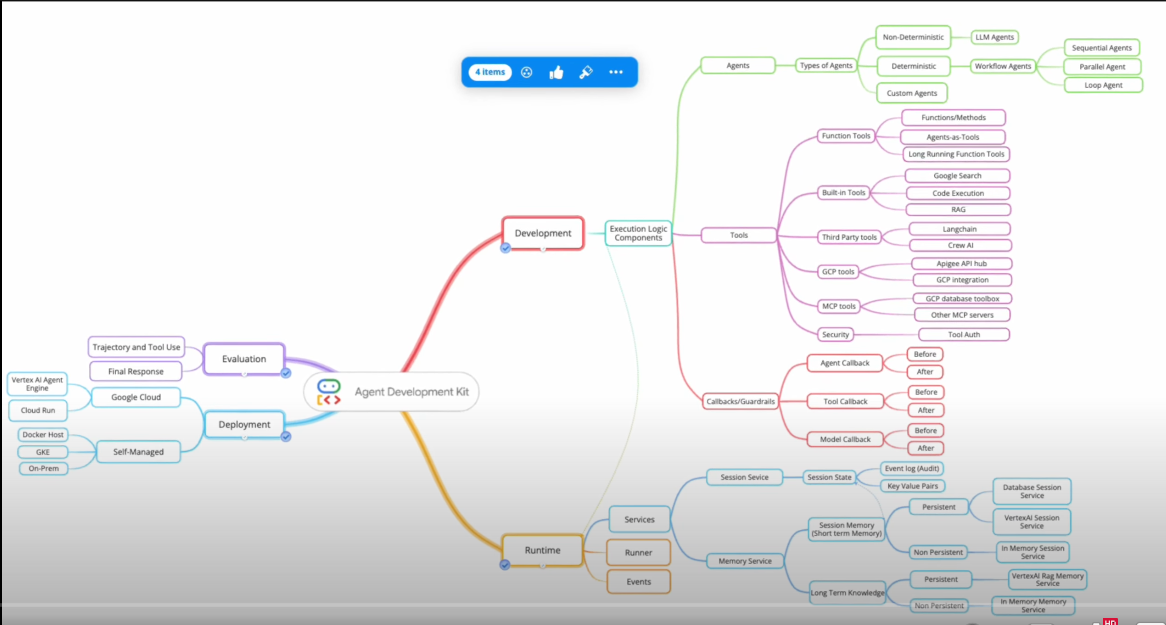 4 items
Agent Development Kit
Development
Execution Logic
Components
Agents
Types of Agents
Non-Deterministic
LLM Agents
Deterministic
Workflow Agents
Sequential Agents
Parallel Agent
Loop Agent
Custom Agents
Tools
Function Tools
Functions/Methods
Agents-as-Tools
Long Running Function Tools
Built-in Tools
Google Search
Code Execution
RAG
Third Party tools
Langchain
Crew AI
GCP tools
Apigee API hub
GCP integration
MCP tools
GCP database toolbox
Other MCP servers
Security
Tool Auth
Callbacks/Guardrails
Agent Callback
Before
After
Tool Callback
Before
After
Model Callback
Before
After
Evaluation
Trajectory and Tool Use
Final Response
Deployment
Google Cloud
Vertex AI Agent
Engine
Cloud Run
Self-Managed
Docker Host
GKE
On-Prem
Runtime
Services
Session Sevice
Session State
Event log (Audit)
Key Value Pairs
Memory Service
Session Memory
(Short term Memory)
Persistent
Database Session
Service
VertexAI Session
Service
Non Persistent
In Memory Session
Service
Long Term Knowledge
Persistent
VertexAI Rag Memory
Service
Non Persistent
In Memory Memory
Service
Runner
Events
HD